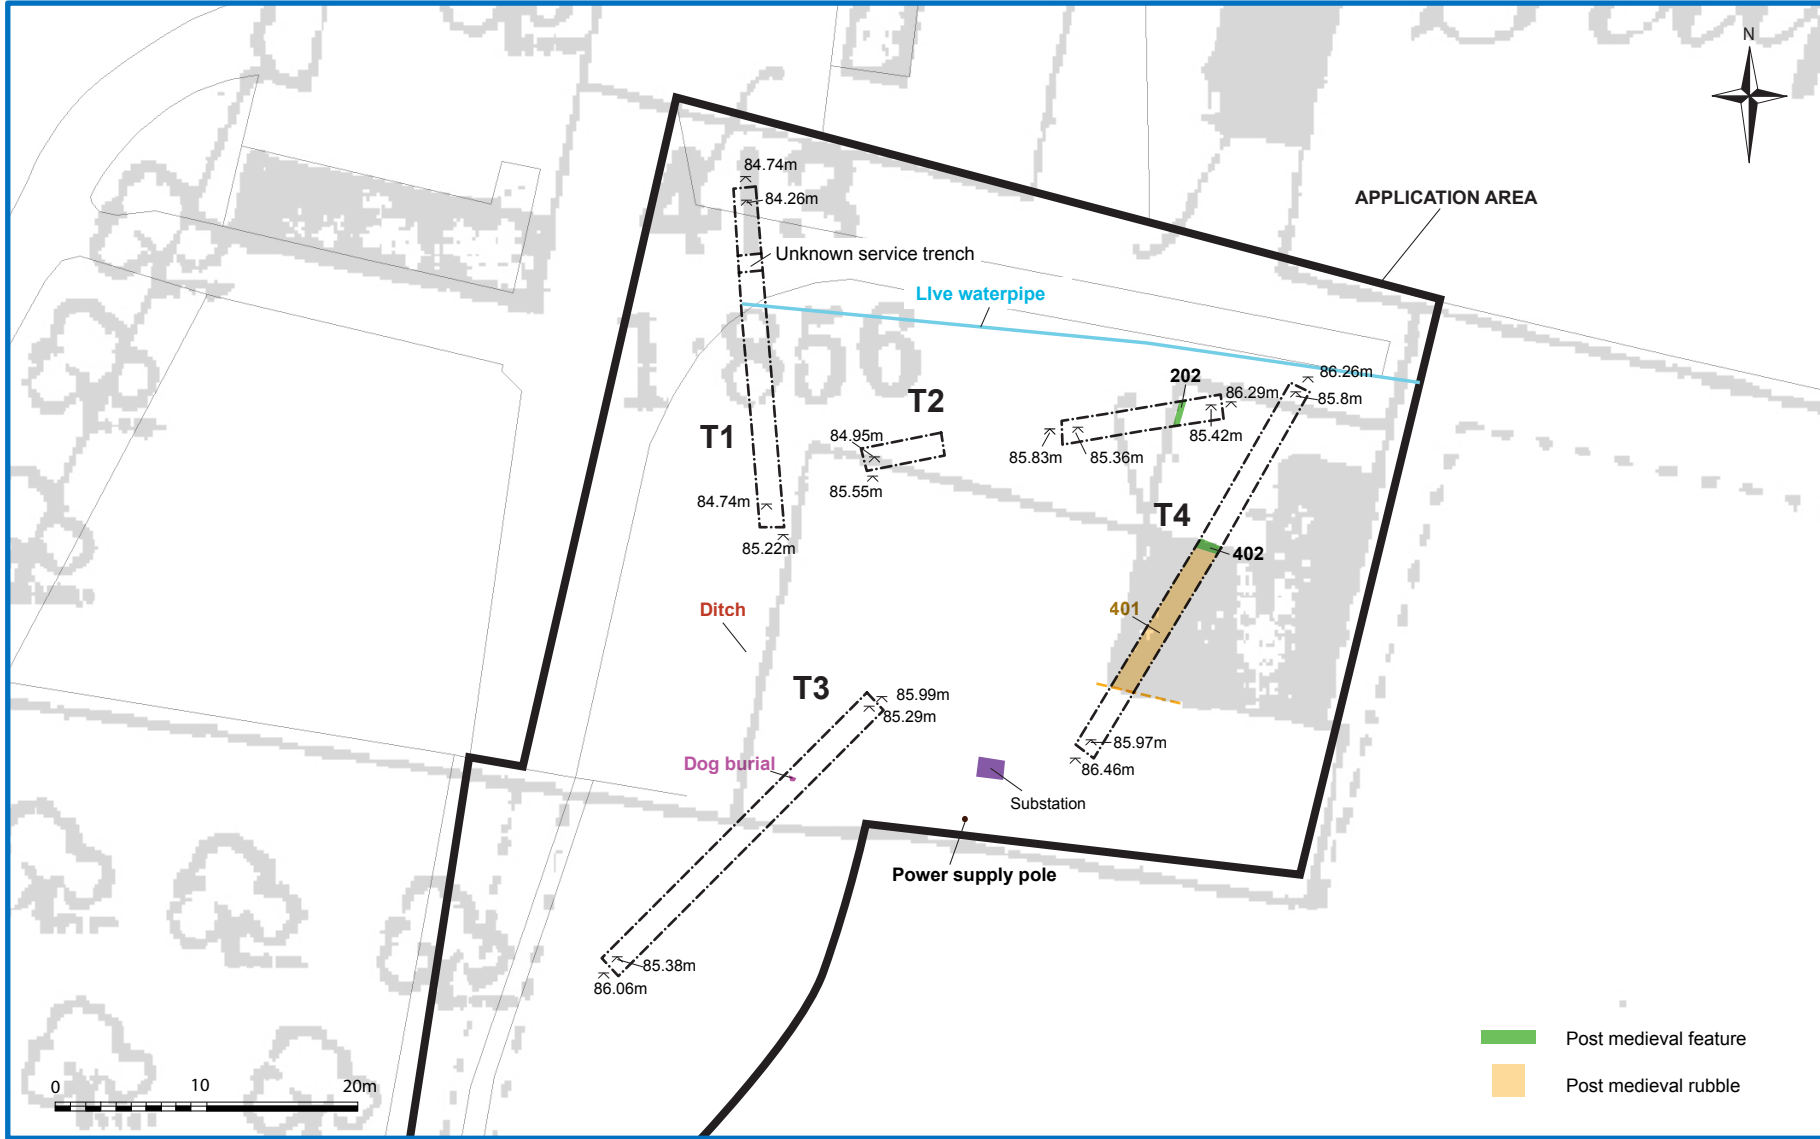 N
84.74m
84.26m
APPLICATION AREA
Unknown service trench
LIve waterpipe
43
1·856
86.26m
202
86.29m
85.8m
T2
T1
84.95m
85.42m
85.83m
85.36m
85.55m
84.74m
T4
85.22m
402
Ditch
401
T3
85.99m
85.29m
85.97m
Dog burial
86.46m
Substation
Power supply pole
85.38m
86.06m
Post medieval feature
0
10
20m
Post medieval rubble